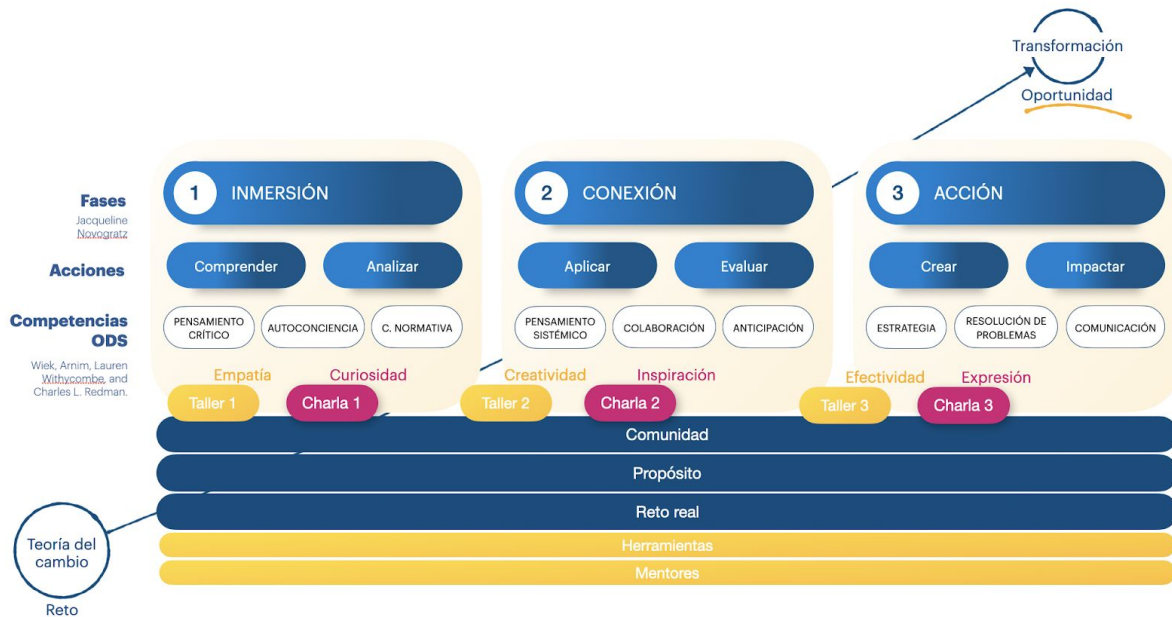 Transformación
Oportunidad
Fases
Jacqueline
Novogratz
1 INMERSIÓN
2 CONEXIÓN
3 ACCIÓN
Acciones
Comprender
Analizar
Aplicar
Evaluar
Crear
Impactar
Competencias
ODS
Wiek, Arnim, Lauren
Withycombe, and
Charles L. Redman.
PENSAMIENTO
CRÍTICO
AUTOCONCIENCIA
C. NORMATIVA
PENSAMIENTO
SISTÉMICO
COLABORACIÓN
ANTICIPACIÓN
ESTRATEGIA
RESOLUCIÓN DE
PROBLEMAS
COMUNICACIÓN
Empatía
Taller 1
Curiosidad
Charla 1
Creatividad
Taller 2
Inspiración
Charla 2
Efectividad
Taller 3
Expresión
Charla 3
Comunidad
Propósito
Reto real
Herramientas
Mentores
Teoría del
cambio
Reto